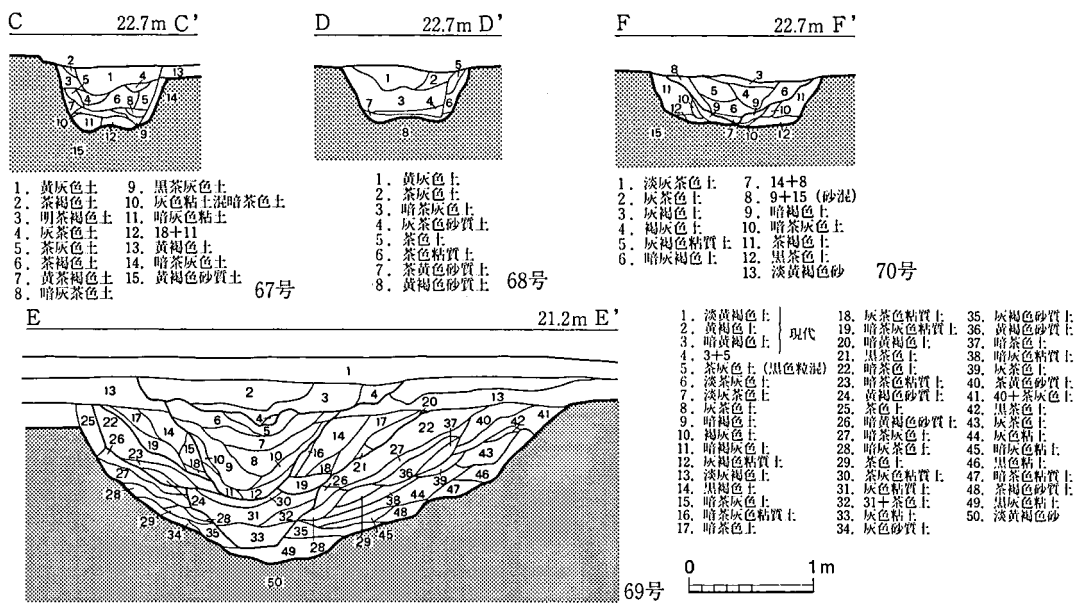 C 22.7m C'
1. 黄灰色土
2. 茶褐色土
3. 明茶褐色土
4. 灰茶色土
5. 茶灰色土
6. 茶褐色土
7. 黄茶褐色土
8. 暗灰茶色土
9. 黒茶灰色土
10. 灰色粘土混暗茶色土
11. 暗灰色粘土
12. 18+11
13. 黄褐色土
14. 暗茶灰色土
15. 黄褐色砂質土
67号
D 22.7m D'
1. 黄灰色土
2. 茶灰色土
3. 暗茶灰色土
4. 灰茶色砂質土
5. 茶色土
6. 茶色粘質土
7. 茶黄色砂質土
8. 黄褐色砂質土
68号
F 22.7m F'
1. 淡灰茶色土
2. 灰茶色土
3. 灰褐色土
4. 褐灰色土
5. 灰褐色粘質土
6. 暗灰褐色土
7. 14+8
8. 9+15 (砂混)
9. 暗褐色土
10. 暗茶灰色土
11. 茶褐色土
12. 黒茶色土
13. 淡黄褐色砂
70号
E 21.2m E'
69号
1. 淡黄褐色土
2. 黄褐色土
3. 暗黄褐色土
現代
4. 3+5
5. 茶灰色土 (黒色粒混)
6. 淡茶灰色土
7. 淡灰茶色土
8. 灰茶色土
9. 暗褐色土
10. 褐灰色土
11. 暗褐灰色土
12. 灰褐色粘質土
13. 淡灰褐色土
14. 黒褐色土
15. 暗茶灰色土
16. 暗茶灰色粘質土
17. 暗茶色土
18. 灰茶色粘質土
19. 暗茶灰色粘質土
20. 暗黄褐色土
21. 黒茶色土
22. 暗茶色土
23. 暗茶色粘質土
24. 黄褐色砂質土
25. 茶色土
26. 暗黄褐色砂質土
27. 暗茶灰色土
28. 暗灰茶色土
29. 茶色土
30. 茶灰色粘質土
31. 灰色粘質土
32. 31+茶色土
33. 灰色粘土
34. 灰色砂質土
35. 灰褐色砂質土
36. 黄褐色砂質土
37. 暗茶色土
38. 暗灰色粘質土
39. 灰茶色土
40. 茶黄色砂質土
41. 40+茶灰色土
42. 黒茶色土
43. 灰茶色土
44. 灰色粘土
45. 暗灰色粘土
46. 黒色粘土
47. 暗茶色粘質土
48. 茶褐色砂質土
49. 黒灰色粘土
50. 淡黄褐色砂
0 1m